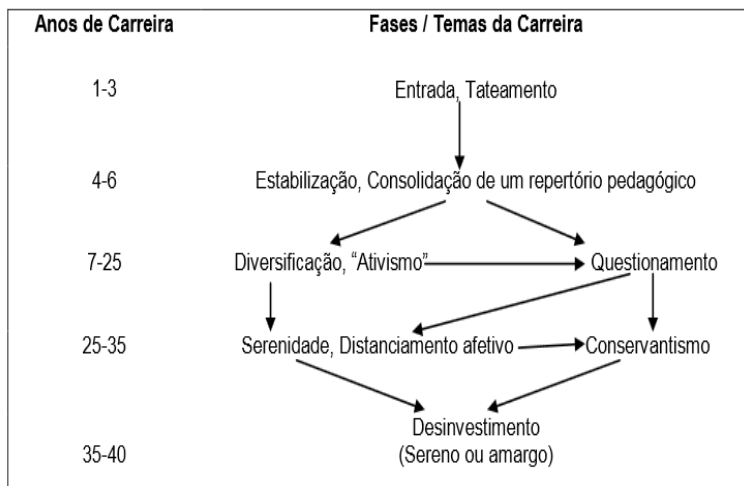 Anos de Carreira Fases / Temas da Carreira
1-3 Entrada, Tateamento
4-6 Estabilização, Consolidação de um repertório pedagógico
7-25 Diversificação, “Ativismo” Questionamento
25-35 Serenidade, Distanciamento afetivo Conservantismo
Desinvestimento
35-40 (Sereno ou amargo)